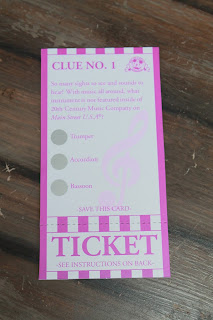 CLUE NO. 1
So many sights to see and sounds to
hear! With music all around, what
instrument is not featured inside of
20th Century Music Company on
Main Street U.S.A?
Trumpet
Accordion
Bassoon
-SAVE THIS CARD-
TICKET
-SEE INSTRUCTIONS ON BACK-